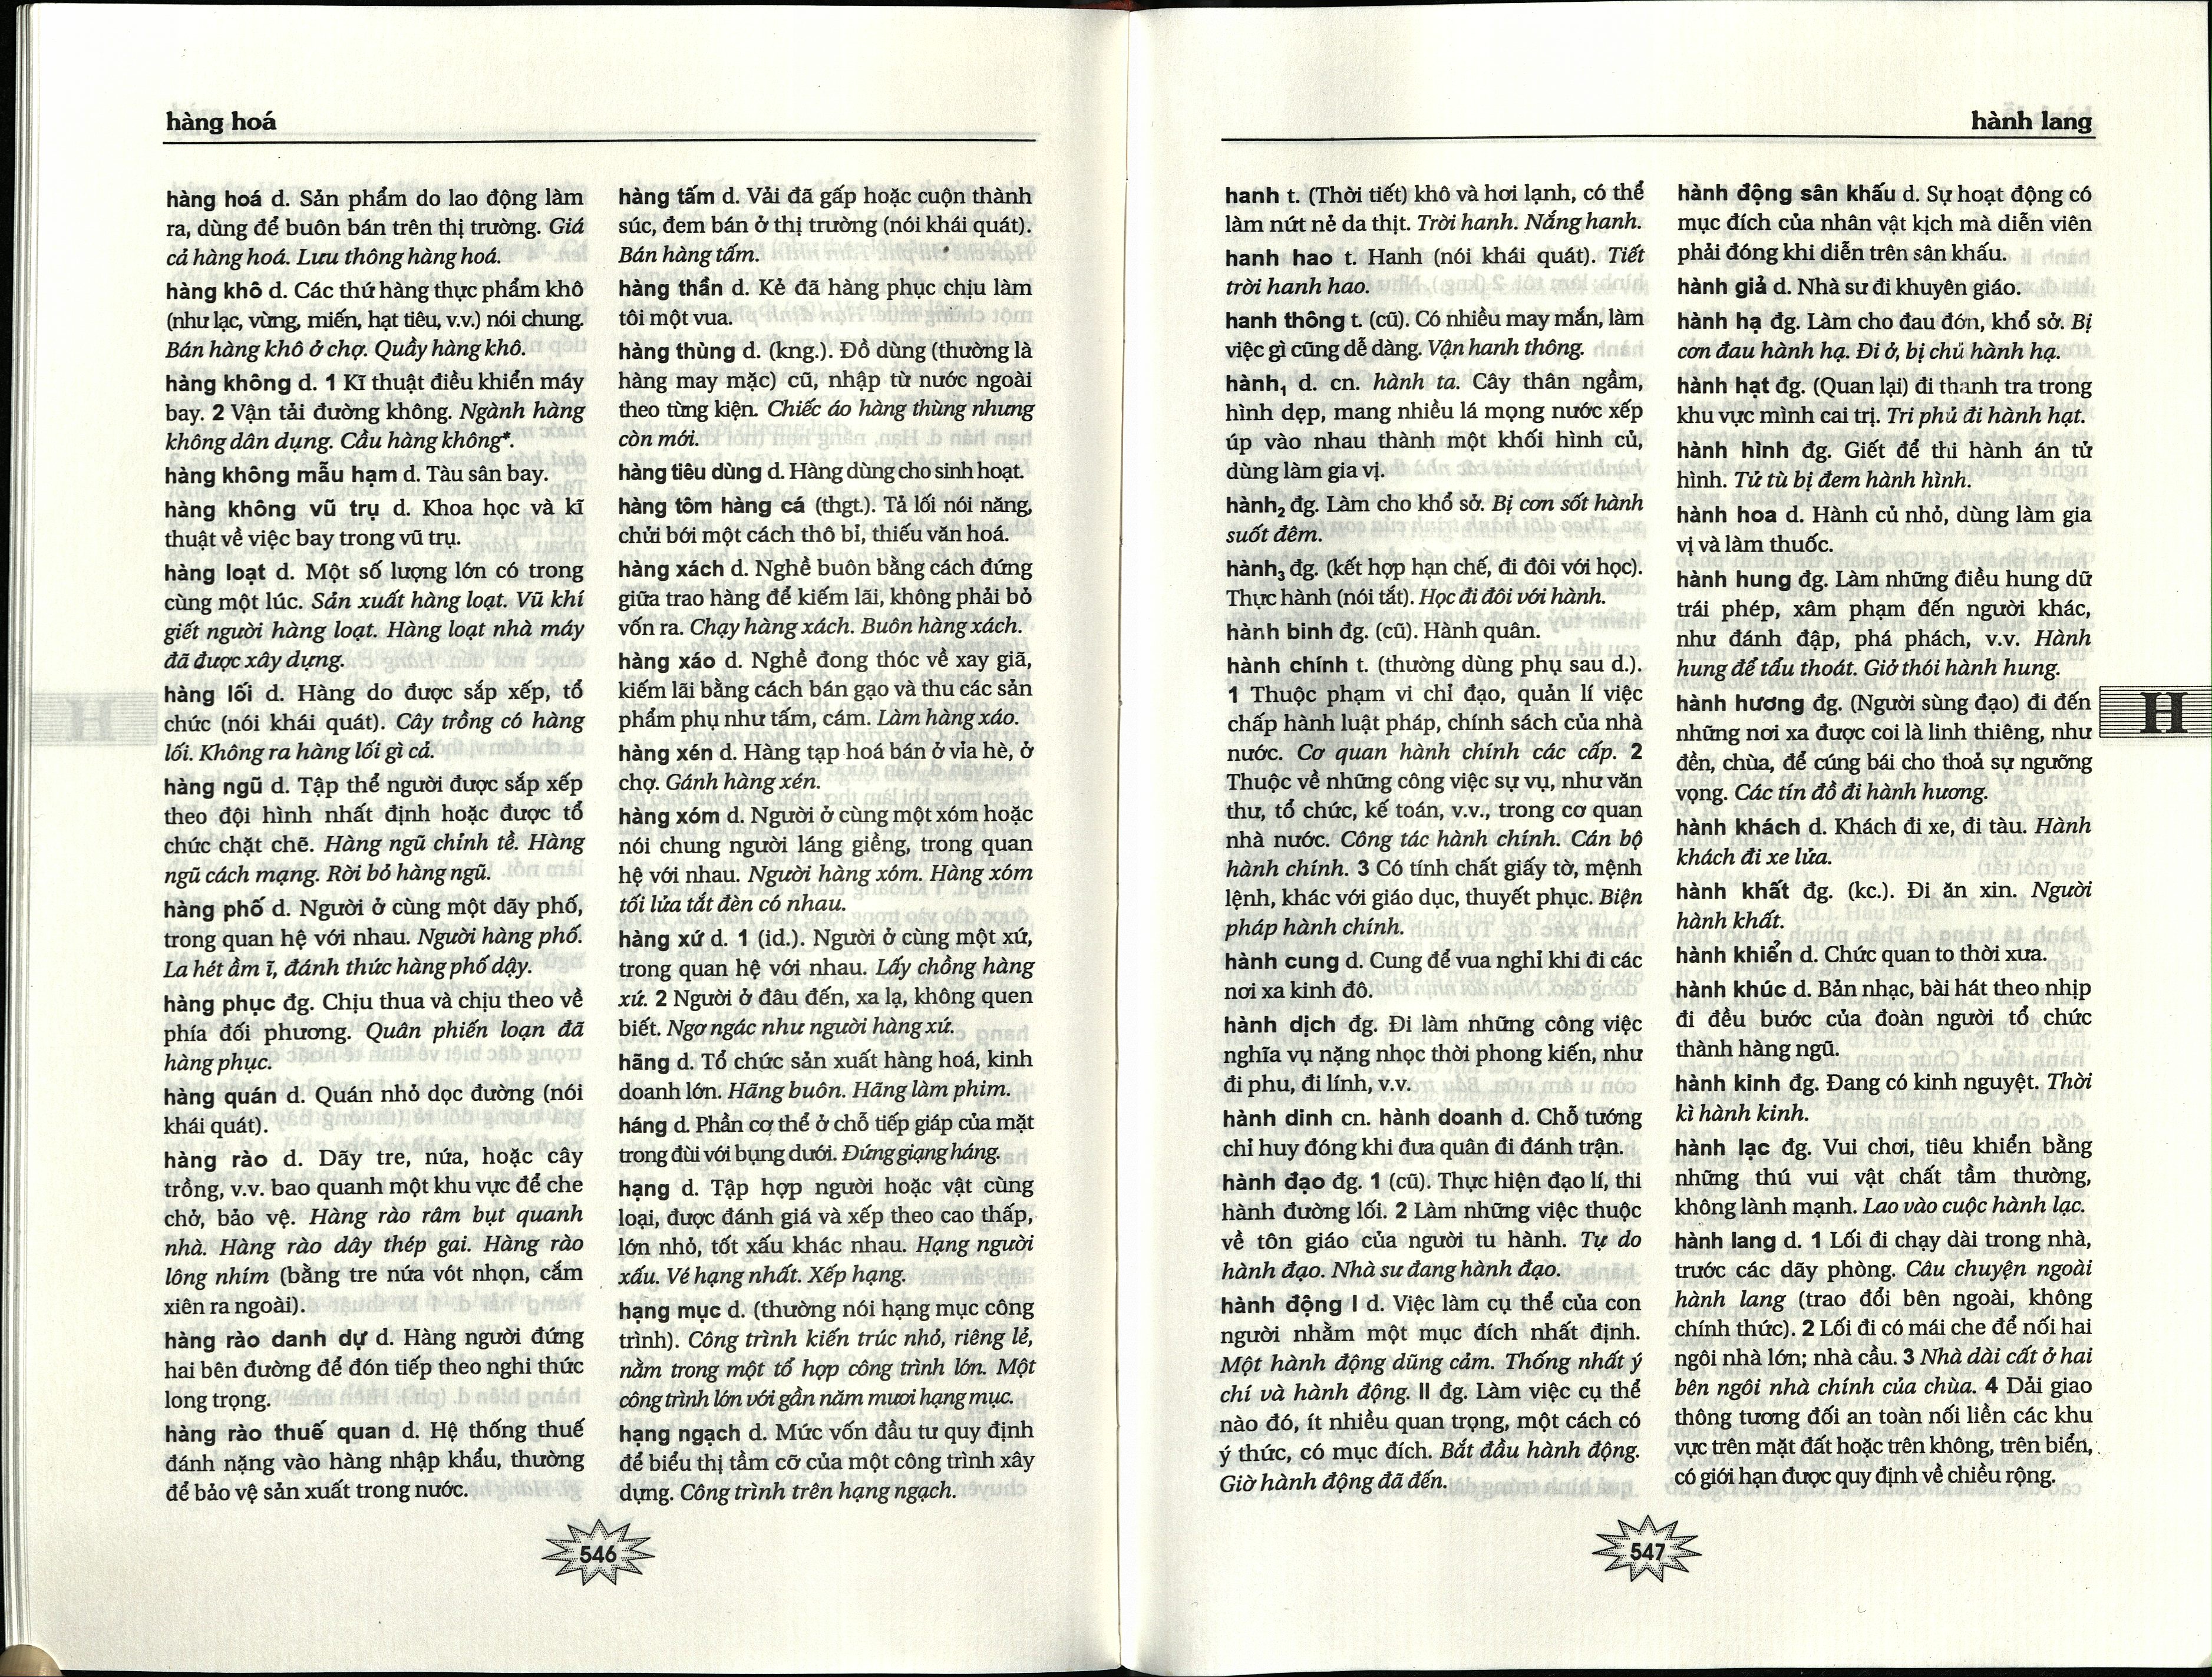 hàng hoá
hàng hoá d. Sản phẩm do lao động làm
ra, dùng để buôn bán trên thị trường. Giá
cả hàng hoá. Lưu thông hàng hoá.
hàng khô d. Các thứ hàng thực phẩm khô
(như lạc, vừng, miến, hạt tiêu, v.v.) nói chung.
Bán hàng khô ở chợ. Quầy hàng khô.
hàng không d. 1 Kĩ thuật điều khiển máy
bay. 2 Vận tải đường không. Ngành hàng
không dân dụng. Cầu hàng không*.
hàng không mẫu hạm d. Tàu sân bay.
hàng không vũ trụ d. Khoa học và kĩ
thuật về việc bay trong vũ trụ.
hàng loạt d. Một số lượng lớn có trong
cùng một lúc. Sản xuất hàng loạt. Vũ khí
giết người hàng loạt. Hàng loạt nhà máy
đã được xây dựng.
hàng lối d. Hàng do được sắp xếp, tổ
chức (nói khái quát). Cây trồng có hàng
lối. Không ra hàng lối gì cả.
hàng ngũ d. Tập thể người được sắp xếp
theo đội hình nhất định hoặc được tổ
chức chặt chẽ. Hàng ngũ chỉnh tề. Hàng
ngũ cách mạng. Rời bỏ hàng ngũ.
hàng phố d. Người ở cùng một dãy phố,
trong quan hệ với nhau. Người hàng phố.
La hét ầm ĩ, đánh thức hàng phố dậy.
hàng phục đg. Chịu thua và chịu theo về
phía đối phương. Quân phiến loạn đã
hàng phục.
hàng quán d. Quán nhỏ dọc đường (nói
khái quát).
hàng rào d. Dãy tre, nứa, hoặc cây
trồng, v.v. bao quanh một khu vực để che
chở, bảo vệ. Hàng rào râm bụt quanh
nhà. Hàng rào dây thép gai. Hàng rào
lông nhím (bằng tre nứa vót nhọn, cắm
xiên ra ngoài).
hàng rào danh dự d. Hàng người đứng
hai bên đường để đón tiếp theo nghi thức
long trọng.
hàng rào thuế quan d. Hệ thống thuế
đánh nặng vào hàng nhập khẩu, thường
để bảo vệ sản xuất trong nước.
hàng tấm d. Vải đã gấp hoặc cuộn thành
súc, đem bán ở thị trường (nói khái quát).
Bán hàng tấm.
hàng thần d. Kẻ đã hàng phục chịu làm
tôi một vua.
hàng thùng d. (kng.). Đồ dùng (thường là
hàng may mặc) cũ, nhập từ nước ngoài
theo từng kiện. Chiếc áo hàng thùng nhưng
còn mới.
hàng tiêu dùng d. Hàng dùng cho sinh hoạt.
hàng tôm hàng cá (thgt.). Tả lối nói năng,
chửi bới một cách thô bỉ, thiếu văn hoá.
hàng xách d. Nghề buôn bằng cách đứng
giữa trao hàng để kiếm lãi, không phải bỏ
vốn ra. Chạy hàng xách. Buôn hàng xách.
hàng xáo d. Nghề đong thóc về xay giã,
kiếm lãi bằng cách bán gạo và thu các sản
phẩm phụ như tấm, cám. Làm hàng xáo.
hàng xén d. Hàng tạp hoá bán ở vỉa hè, ở
chợ. Gánh hàng xén.
hàng xóm d. Người ở cùng một xóm hoặc
nói chung người láng giềng, trong quan
hệ với nhau. Người hàng xóm. Hàng xóm
tối lửa tắt đèn có nhau.
hàng xứ d. 1 (id.). Người ở cùng một xứ,
trong quan hệ với nhau. Lấy chồng hàng
xứ. 2 Người ở đâu đến, xa lạ, không quen
biết. Ngơ ngác như người hàng xứ.
hãng d. Tổ chức sản xuất hàng hoá, kinh
doanh lớn. Hãng buôn. Hãng làm phim.
háng d. Phần cơ thể ở chỗ tiếp giáp của mặt
trong đùi với bụng dưới. Đứng giạng háng.
hạng d. Tập hợp người hoặc vật cùng
loại, được đánh giá và xếp theo cao thấp,
lớn nhỏ, tốt xấu khác nhau. Hạng người
xấu. Vé hạng nhất. Xếp hạng.
hạng mục d. (thường nói hạng mục công
trình). Công trình kiến trúc nhỏ, riêng lẻ,
nằm trong một tổ hợp công trình lớn. Một
công trình lớn với gần năm mươi hạng mục.
hạng ngạch d. Mức vốn đầu tư quy định
để biểu thị tầm cỡ của một công trình xây
dựng. Công trình trên hạng ngạch.
546
hành lang
hanh t. (Thời tiết) khô và hơi lạnh, có thể
làm nứt nẻ da thịt. Trời hanh. Nắng hanh.
hanh hao t. Hanh (nói khái quát). Tiết
trời hanh hao.
hanh thông t. (cũ). Có nhiều may mắn, làm
việc gì cũng dễ dàng. Vận hanh thông.
hành₁ d. cn. hành ta. Cây thân ngầm,
hình dẹp, mang nhiều lá mọng nước xếp
úp vào nhau thành một khối hình củ,
dùng làm gia vị.
hành₂ đg. Làm cho khổ sở. Bị cơn sốt hành
suốt đêm.
hành₃ đg. (kết hợp hạn chế, đi đôi với học).
Thực hành (nói tắt). Học đi đôi với hành.
hành binh đg. (cũ). Hành quân.
hành chính t. (thường dùng phụ sau d.).
1 Thuộc phạm vi chỉ đạo, quản lí việc
chấp hành luật pháp, chính sách của nhà
nước. Cơ quan hành chính các cấp. 2
Thuộc về những công việc sự vụ, như văn
thư, tổ chức, kế toán, v.v., trong cơ quan
nhà nước. Công tác hành chính. Cán bộ
hành chính. 3 Có tính chất giấy tờ, mệnh
lệnh, khác với giáo dục, thuyết phục. Biện
pháp hành chính.
hành cung d. Cung để vua nghỉ khi đi các
nơi xa kinh đô.
hành dịch đg. Đi làm những công việc
nghĩa vụ nặng nhọc thời phong kiến, như
đi phu, đi lính, v.v.
hành dinh cn. hành doanh d. Chỗ tướng
chỉ huy đóng khi đưa quân đi đánh trận.
hành đạo đg. 1 (cũ). Thực hiện đạo lí, thi
hành đường lối. 2 Làm những việc thuộc
về tôn giáo của người tu hành. Tự do
hành đạo. Nhà sư đang hành đạo.
hành động I d. Việc làm cụ thể của con
người nhằm một mục đích nhất định.
Một hành động dũng cảm. Thống nhất ý
chí và hành động. II đg. Làm việc cụ thể
nào đó, ít nhiều quan trọng, một cách có
ý thức, có mục đích. Bắt đầu hành động.
Giờ hành động đã đến.
hành động sân khấu d. Sự hoạt động có
mục đích của nhân vật kịch mà diễn viên
phải đóng khi diễn trên sân khấu.
hành giả d. Nhà sư đi khuyên giáo.
hành hạ đg. Làm cho đau đớn, khổ sở. Bị
cơn đau hành hạ. Đi ở, bị chủ hành hạ.
hành hạt đg. (Quan lại) đi thanh tra trong
khu vực mình cai trị. Tri phủ đi hành hạt.
hành hình đg. Giết để thi hành án tử
hình. Tử tù bị đem hành hình.
hành hoa d. Hành củ nhỏ, dùng làm gia
vị và làm thuốc.
hành hung đg. Làm những điều hung dữ
trái phép, xâm phạm đến người khác,
như đánh đập, phá phách, v.v. Hành
hung để tẩu thoát. Giở thói hành hung.
hành hương đg. (Người sùng đạo) đi đến
những nơi xa được coi là linh thiêng, như
đền, chùa, để cúng bái cho thoả sự ngưỡng
vọng. Các tín đồ đi hành hương.
hành khách d. Khách đi xe, đi tàu. Hành
khách đi xe lửa.
hành khất đg. (kc.). Đi ăn xin. Người
hành khất.
hành khiển d. Chức quan to thời xưa.
hành khúc d. Bản nhạc, bài hát theo nhịp
đi đều bước của đoàn người tổ chức
thành hàng ngũ.
hành kinh đg. Đang có kinh nguyệt. Thời
kì hành kinh.
hành lạc đg. Vui chơi, tiêu khiển bằng
những thú vui vật chất tầm thường,
không lành mạnh. Lao vào cuộc hành lạc.
hành lang d. 1 Lối đi chạy dài trong nhà,
trước các dãy phòng. Câu chuyện ngoài
hành lang (trao đổi bên ngoài, không
chính thức). 2 Lối đi có mái che để nối hai
ngôi nhà lớn; nhà cầu. 3 Nhà dài cất ở hai
bên ngôi nhà chính của chùa. 4 Dải giao
thông tương đối an toàn nối liền các khu
vực trên mặt đất hoặc trên không, trên biển,
có giới hạn được quy định về chiều rộng.
H
547